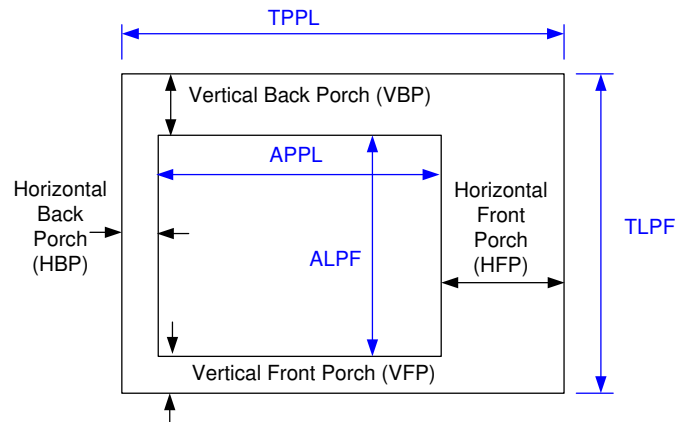 TPPL
Vertical Back Porch (VBP)
APPL
Horizontal
Back
Porch
(HBP)
Horizontal
Front
Porch
(HFP)
TLPF
ALPF
Vertical Front Porch (VFP)